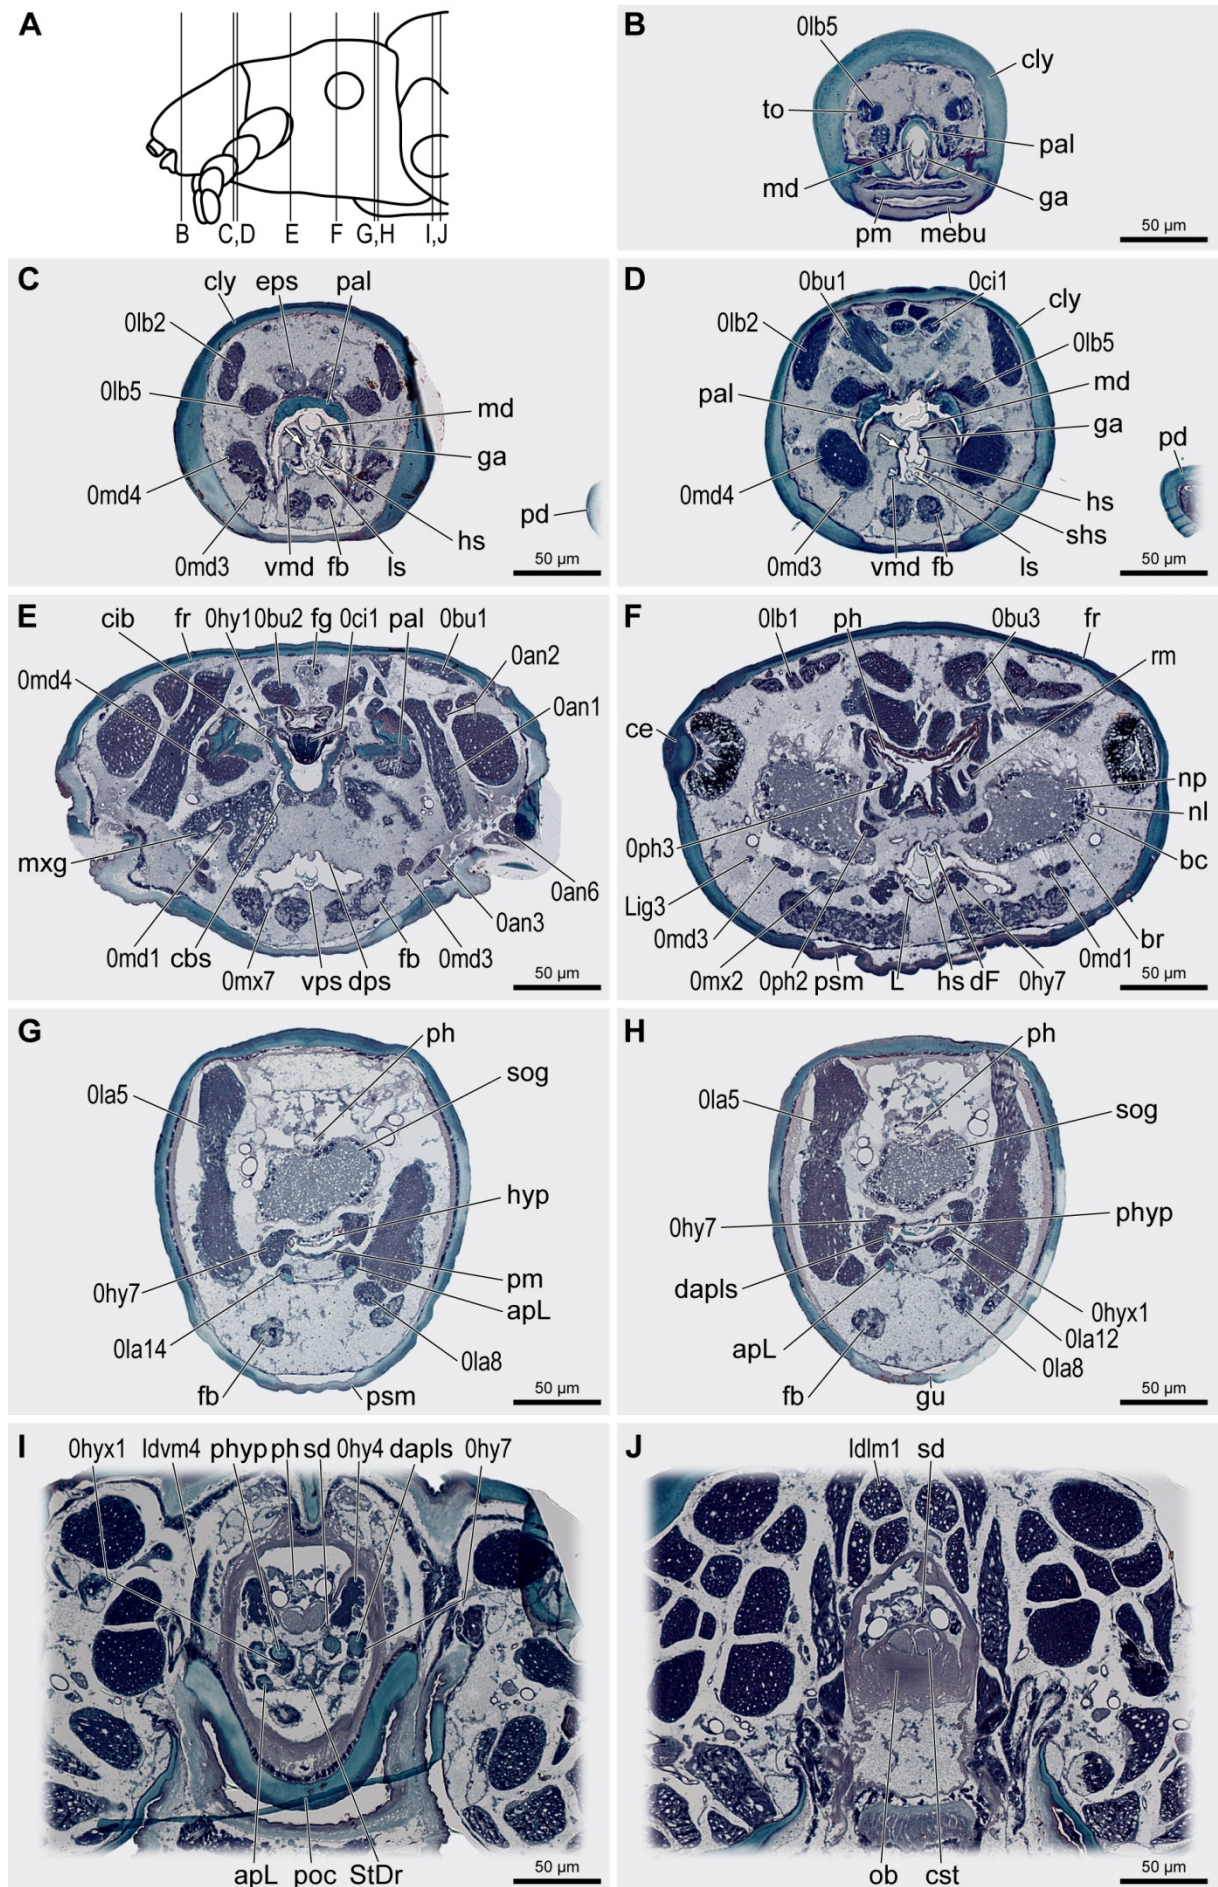 A
B C,D E F G,H I,J
B
0lb5
cly
to
pal
md
ga
pm mebu
50 µm
C
cly eps pal
0lb2
0lb5
md
ga
0md4
pd
hs
0md3 vmd fb ls
50 µm
D
0bu1 0ci1
cly
0lb2
0lb5
md
pal
ga
pd
0md4
hs
shs
0md3 vmd fb ls
50 µm
E
cib fr 0hy1 0bu2 fg 0ci1 pal 0bu1
0an2
0md4
0an1
mxg
0an6
0an3
0md1 cbs 0mx7 vps dps fb 0md3
50 µm
F
0lb1 ph 0bu3 fr
rm
ce
np
nl
0ph3
bc
Lig3
br
0md3
0md1
0mx2 0ph2 psm L hs dF 0hy7
50 µm
G
ph
sog
0la5
hyp
0hy7
pm
apL
0la14
0la8
fb psm
50 µm
H
ph
0la5
sog
0hy7
phyp
dapls
0hyx1
apL
0la12
0la8
fb gu
50 µm
I
0hyx1 Idvm4 phyp ph sd 0hy4 dapls 0hy7
apL poc StDr
50 µm
J
Idlm1 sd
ob cst
50 µm